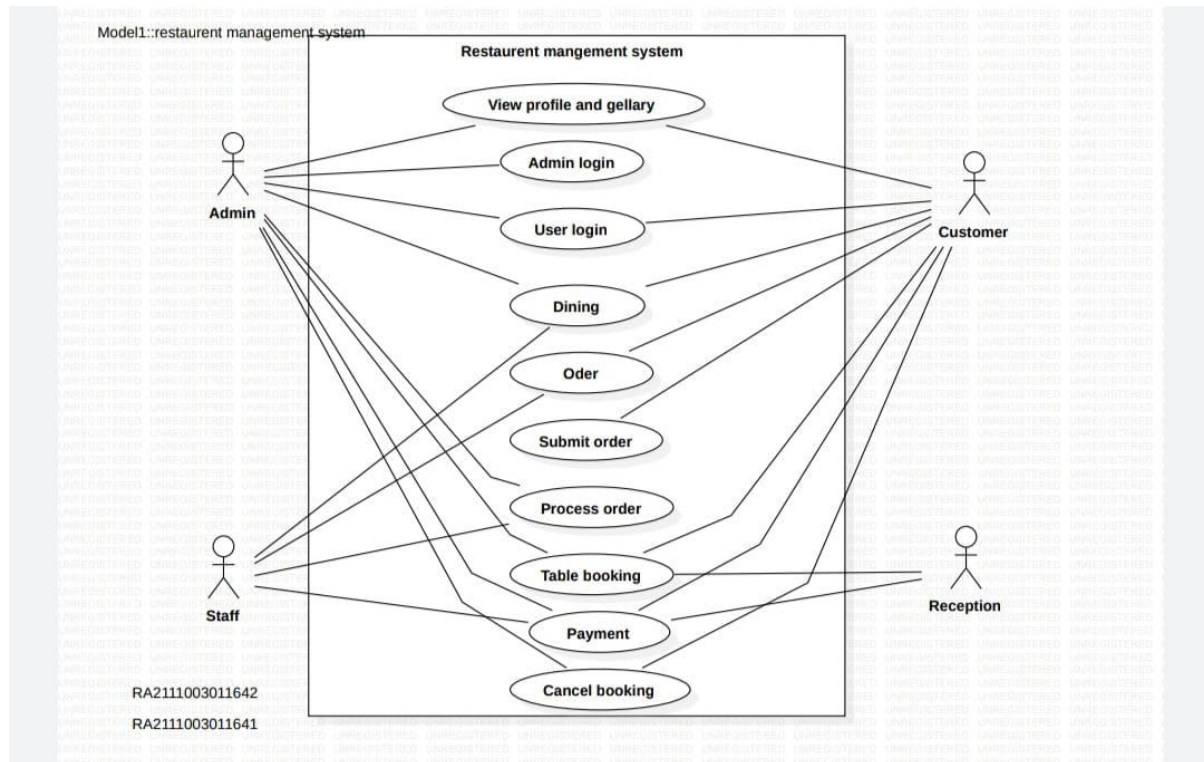 Model1::restaurent management system
Restaurent mangement system
View profile and gellary
Admin login
Admin
User login
Customer
Dining
Oder
Submit order
Process order
Table booking
Reception
Staff
Payment
Cancel booking
RA2111003011642
RA2111003011641
UNREGISTERED